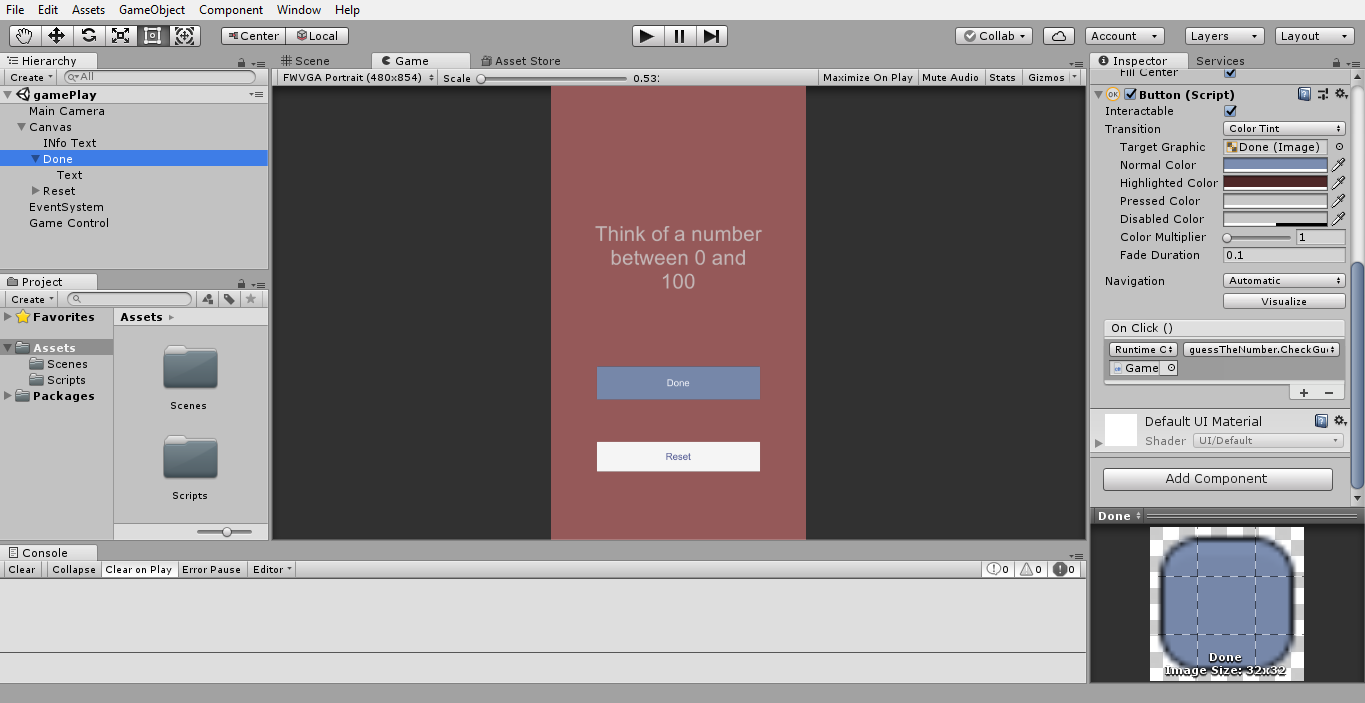 File Edit Assets GameObject Component Window Help
Center Local Collab Account Layers Layout
Hierarchy
Create All
gamePlay
Main Camera
Canvas
INfo Text
Done
Text
Reset
EventSystem
Game Control
Project
Create
Favorites
Assets
Scenes
Scripts
Packages
Assets
Scenes
Scripts
Scene Game Asset Store
FWVGA Portrait (480x854) Scale 0.53 Maximize On Play Mute Audio Stats Gizmos
Think of a number
between 0 and
100
Done
Reset
Console
Clear Collapse Clear on Play Error Pause Editor 0 0 0
Inspector Services
Fill Center
OK Button (Script)
Interactable
Transition Color Tint
Target Graphic Done (Image)
Normal Color
Highlighted Color
Pressed Color
Disabled Color
Color Multiplier 1
Fade Duration 0.1
Navigation Automatic
Visualize
On Click ()
Runtime guessTheNumber.CheckGu
Game
+ −
Default UI Material
Shader UI/Default
Add Component
Done
Done
Image Size: 32x32